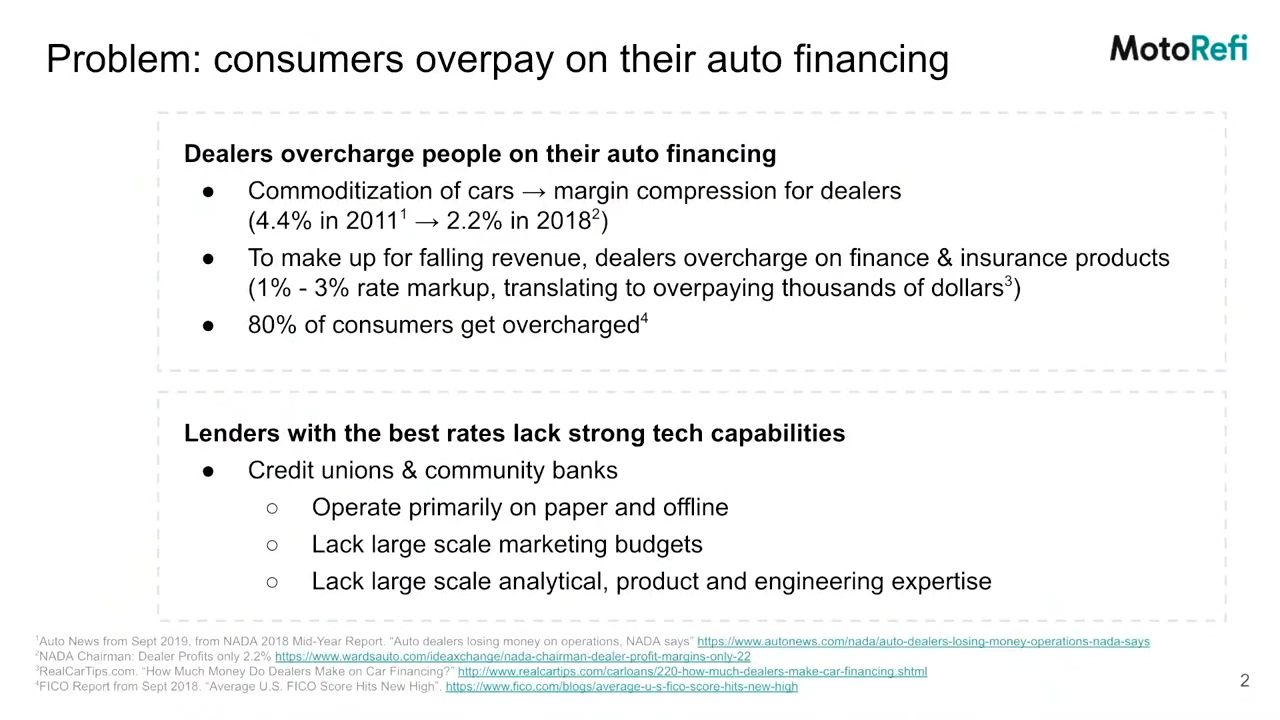 Problem: consumers overpay on their auto financing
MotoRefi
Dealers overcharge people on their auto financing
● Commoditization of cars → margin compression for dealers
(4.4% in 2011¹ → 2.2% in 2018²)
● To make up for falling revenue, dealers overcharge on finance & insurance products
(1% - 3% rate markup, translating to overpaying thousands of dollars³)
● 80% of consumers get overcharged⁴
Lenders with the best rates lack strong tech capabilities
● Credit unions & community banks
○ Operate primarily on paper and offline
○ Lack large scale marketing budgets
○ Lack large scale analytical, product and engineering expertise
¹Auto News from Sept 2019, from NADA 2018 Mid-Year Report. “Auto dealers losing money on operations, NADA says” https://www.autonews.com/nada/auto-dealers-losing-money-operations-nada-says
²NADA Chairman: Dealer Profits only 2.2% https://www.wardsauto.com/ideaxchange/nada-chairman-dealer-profit-margins-only-22
³RealCarTips.com. “How Much Money Do Dealers Make on Car Financing?” http://www.realcartips.com/carloans/220-how-much-dealers-make-car-financing.shtml
⁴FICO Report from Sept 2018. “Average U.S. FICO Score Hits New High”. https://www.fico.com/blogs/average-u-s-fico-score-hits-new-high
2